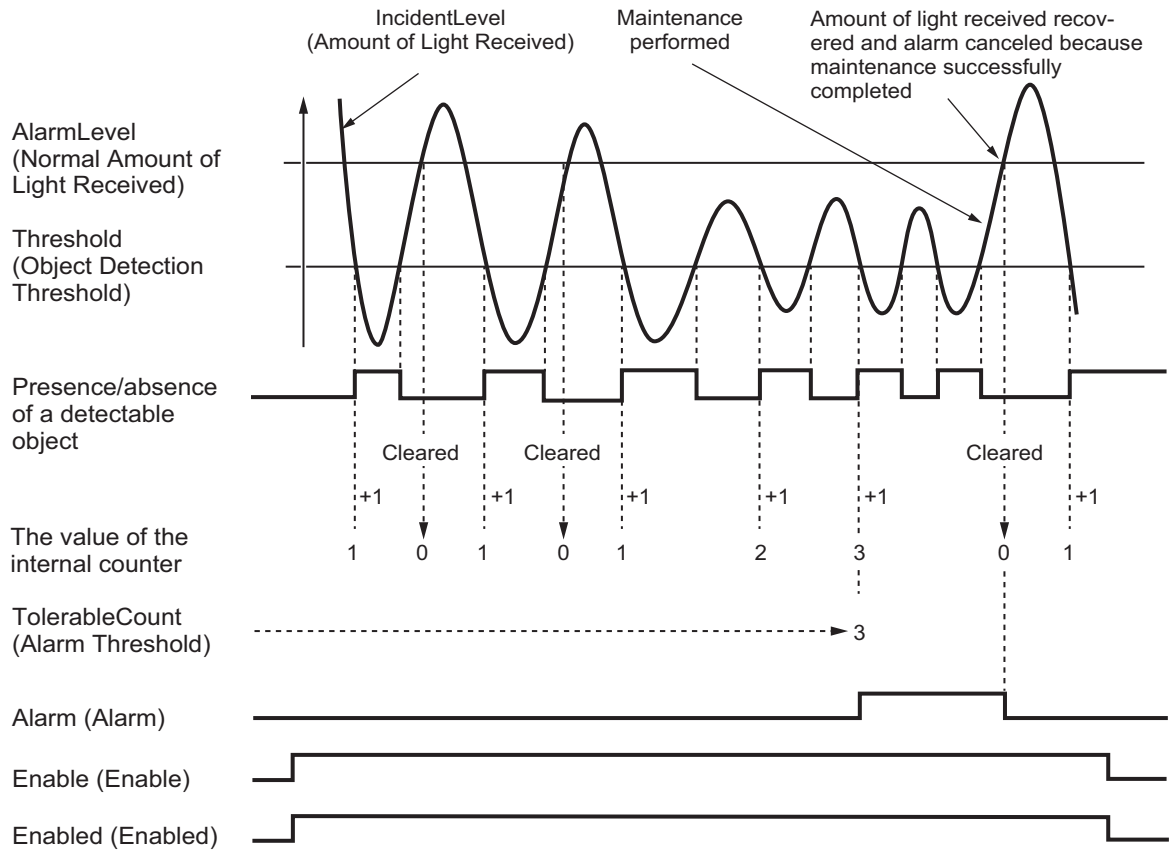 IncidentLevel
(Amount of Light Received)
Maintenance
performed
Amount of light received recov-
ered and alarm canceled because
maintenance successfully
completed
AlarmLevel
(Normal Amount of
Light Received)
Threshold
(Object Detection
Threshold)
Presence/absence
of a detectable
object
Cleared Cleared Cleared
+1 +1 +1 +1 +1 +1
The value of the
internal counter
1 0 1 0 1 2 3 0 1
TolerableCount
(Alarm Threshold)
3
Alarm (Alarm)
Enable (Enable)
Enabled (Enabled)